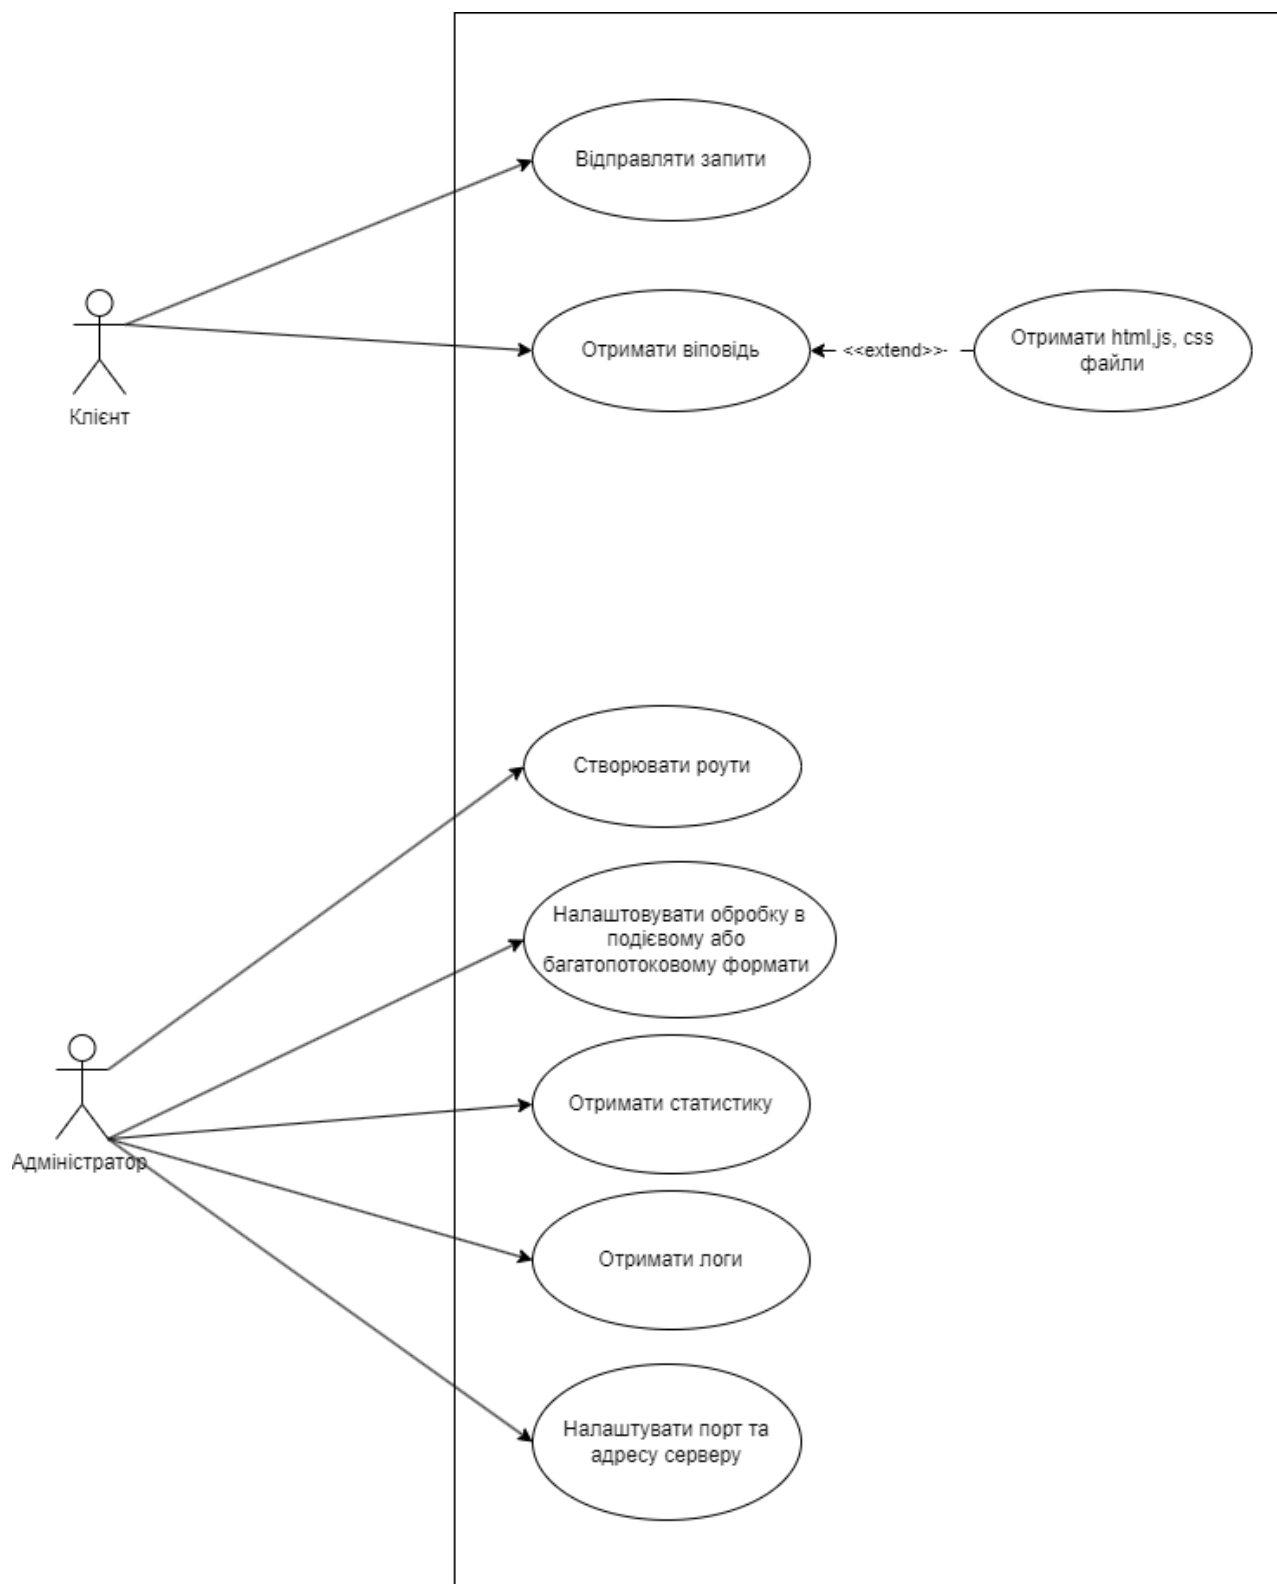 Відправляти запити
Клієнт
Отримати віповідь
<<extend>>
Отримати html,js, css
файли
Створювати роути
Налаштовувати обробку в
подієвому або
багатопотоковому формати
Адміністратор
Отримати статистику
Отримати логи
Налаштувати порт та
адресу серверу